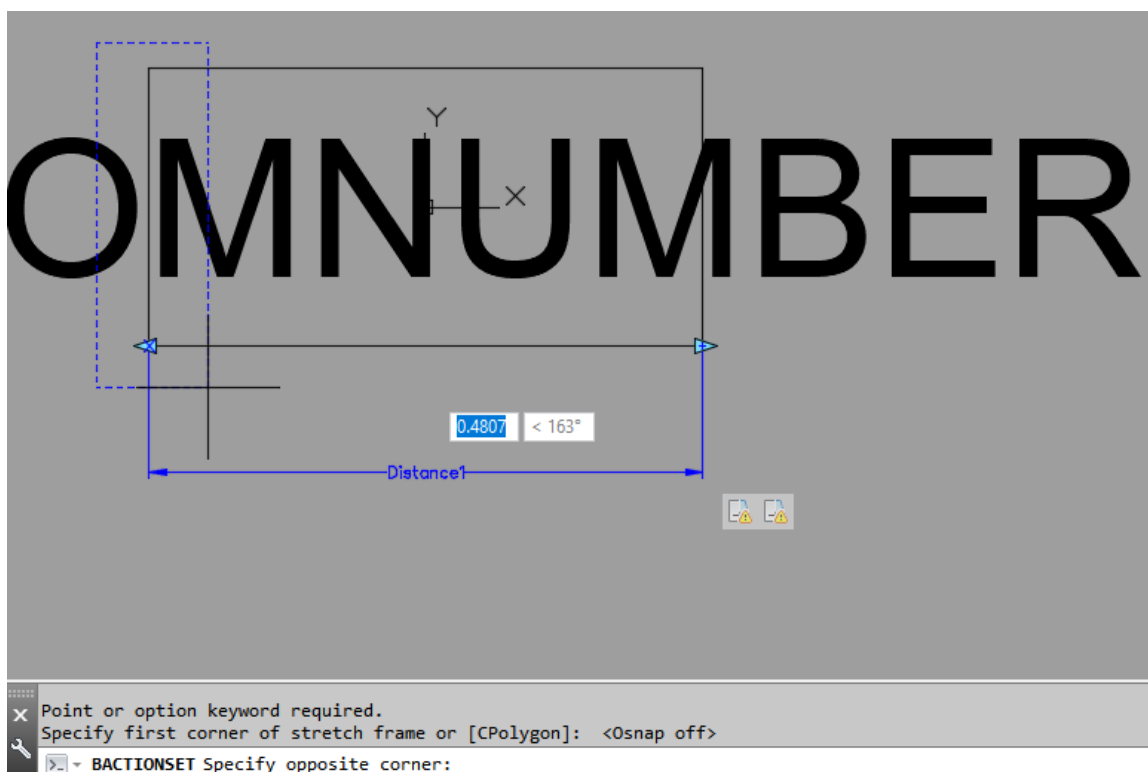 Y
OMNUMBER
X
0.4807 < 163°
Distance1
Point or option keyword required.
Specify first corner of stretch frame or [CPolygon]: <Osnap off>
BACTIONSET Specify opposite corner: